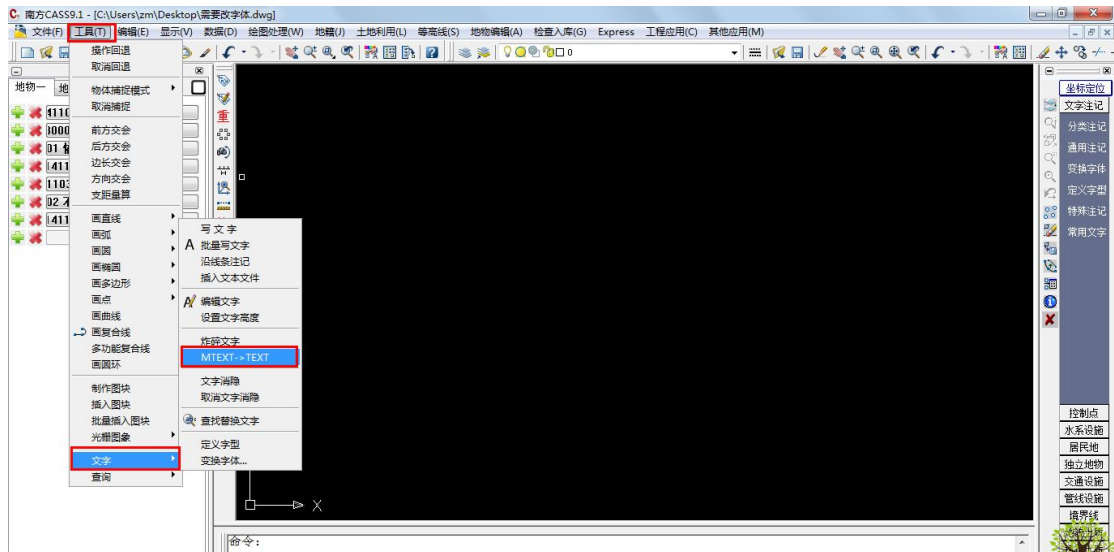 南方CASS9.1 - [C:\Users\zm\Desktop\需要改字体.dwg]
文件(F) 工具(T) 编辑(E) 显示(V) 数据(D) 绘图处理(W) 地籍(J) 土地利用(L) 等高线(S) 地物编辑(A) 检查入库(G) Express 工程应用(C) 其他应用(M)
0
操作回退
取消回退
物体捕捉模式
取消捕捉
前方交会
后方交会
边长交会
方向交会
支距量算
画直线
画弧
画圆
画椭圆
画多边形
画点
画曲线
画复合线
多功能复合线
画圆环
制作图块
插入图块
批量插入图块
光栅图象
文字
查询
写文字
批量写文字
沿线条注记
插入文本文件
编辑文字
设置文字高度
炸碎文字
MTEXT->TEXT
文字消隐
取消文字消隐
查找替换文字
定义字型
变换字体...
地物一
重
X
命令:
坐标定位
文字注记
分类注记
通用注记
变换字体
定义字型
特殊注记
常用文字
控制点
水系设施
居民地
独立地物
交通设施
管线设施
境界线